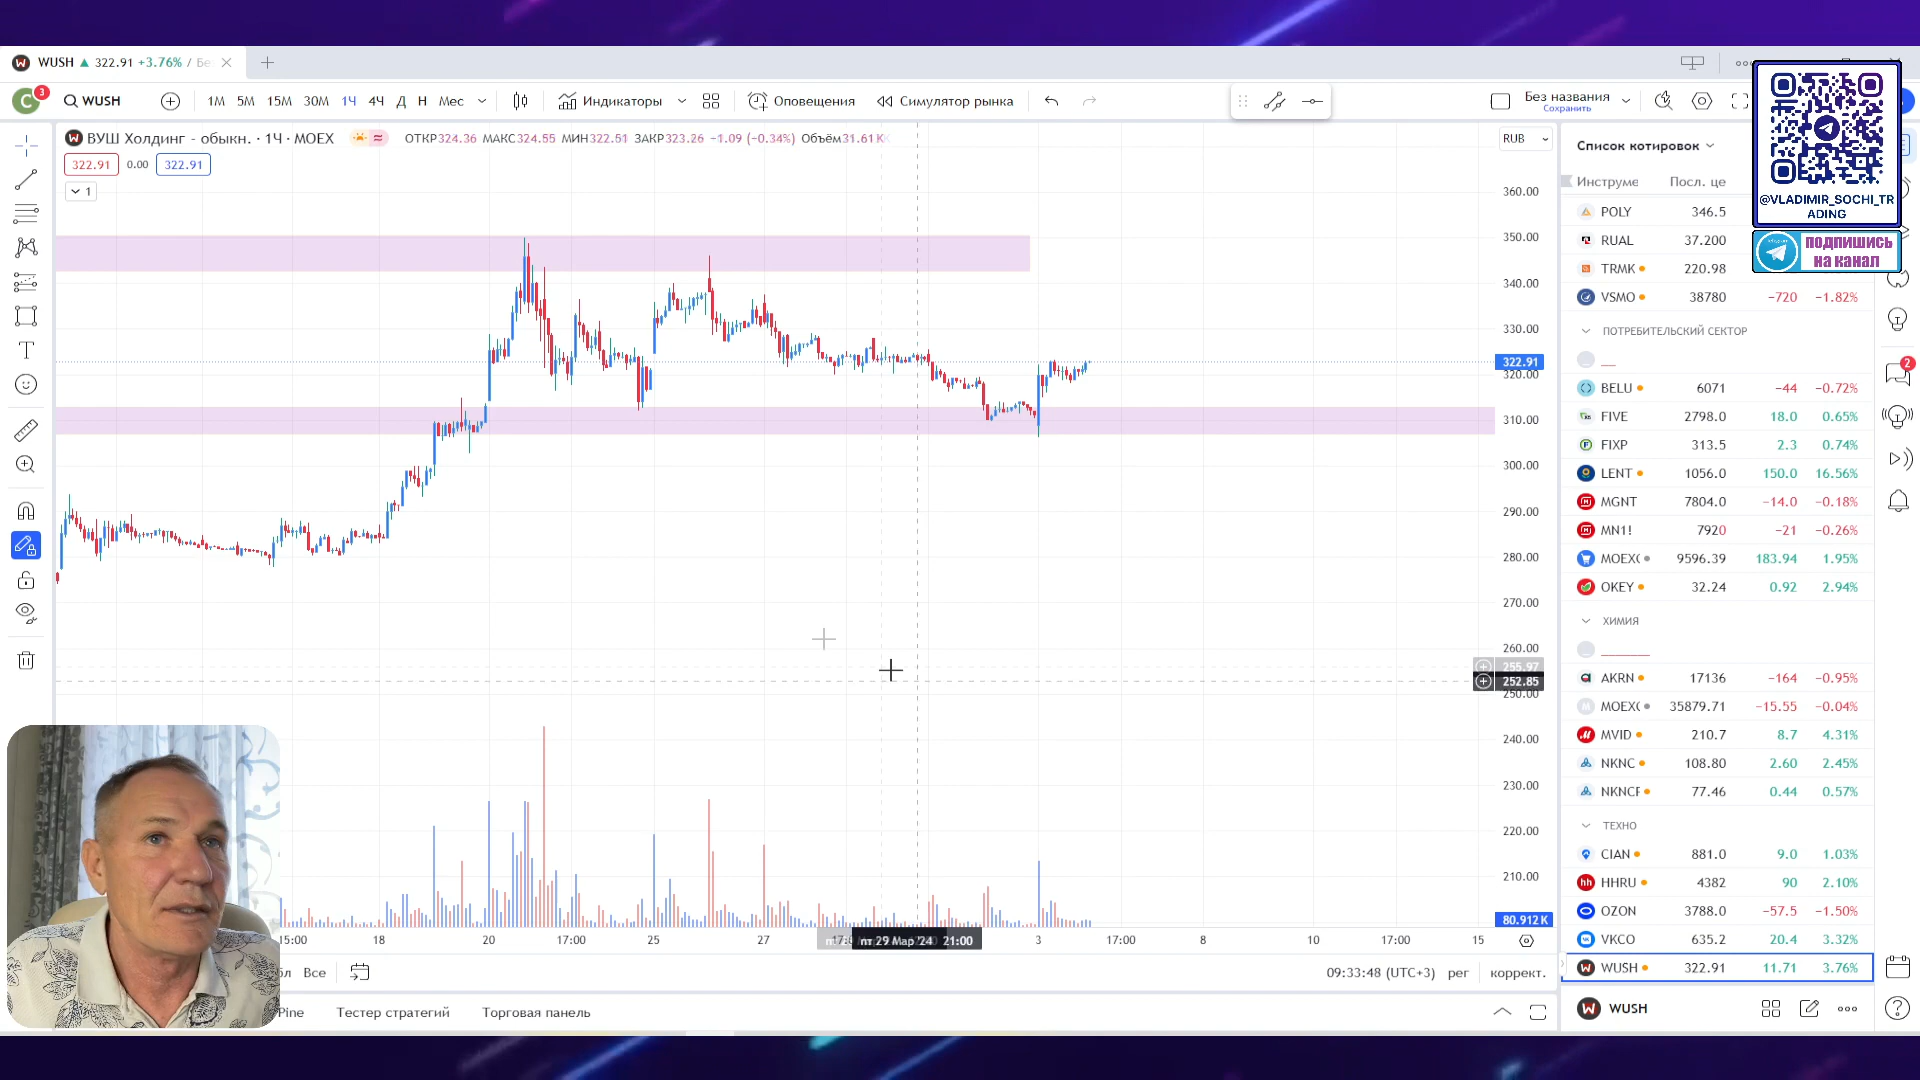 WUSH ▲ 322.91 +3.76% / Бе
C 3 WUSH 1М 5М 15М 30М 1Ч 4Ч Д Н Мес Индикаторы Оповещения Симулятор рынка Без названия
Сохранить
ВУШ Холдинг - обыкн. · 1Ч · MOEX ОТКР324.36 МАКС324.55 МИН322.51 ЗАКР323.26 −1.09 (−0.34%) Объём31.61K
322.91 0.00 322.91
1
RUB
360.00
350.00
340.00
330.00
322.91
320.00
310.00
300.00
290.00
280.00
270.00
260.00
255.97
252.85
250.00
240.00
230.00
220.00
210.00
80.912K
15:00 18 20 17:00 25 27 пт 29 Мар '24 21:00 3 17:00 8 10 17:00 15
Все 09:33:48 (UTC+3) рег коррект.
Pine Тестер стратегий Торговая панель
Список котировок
Инструме Посл. це
POLY 346.5
RUAL 37.200
TRMK 220.98
VSMO 38780 −720 −1.82%
ПОТРЕБИТЕЛЬСКИЙ СЕКТОР
BELU 6071 −44 −0.72%
FIVE 2798.0 18.0 0.65%
FIXP 313.5 2.3 0.74%
LENT 1056.0 150.0 16.56%
MGNT 7804.0 −14.0 −0.18%
MN1! 7920 −21 −0.26%
MOEXC 9596.39 183.94 1.95%
OKEY 32.24 0.92 2.94%
ХИМИЯ
AKRN 17136 −164 −0.95%
MOEXC 35879.71 −15.55 −0.04%
MVID 210.7 8.7 4.31%
NKNC 108.80 2.60 2.45%
NKNCP 77.46 0.44 0.57%
ТЕХНО
CIAN 881.0 9.0 1.03%
HHRU 4382 90 2.10%
OZON 3788.0 −57.5 −1.50%
VKCO 635.2 20.4 3.32%
WUSH 322.91 11.71 3.76%
WUSH
@VLADIMIR_SOCHI_TR
ADING
подпишись
на канал
2